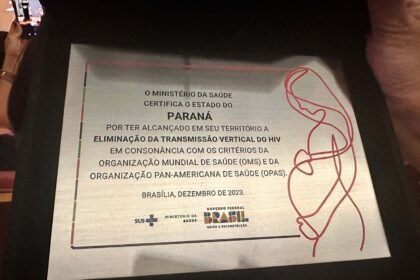 O MINISTÉRIO DA SAÚDE
CERTIFICA O ESTADO DO
PARANÁ
POR TER ALCANÇADO EM SEU TERRITÓRIO A
ELIMINAÇÃO DA TRANSMISSÃO VERTICAL DO HIV
EM CONSONÂNCIA COM OS CRITÉRIOS DA
ORGANIZAÇÃO MUNDIAL DE SAÚDE (OMS) E DA
ORGANIZAÇÃO PAN-AMERICANA DE SAÚDE (OPAS).
BRASÍLIA, DEZEMBRO DE 2023.
SUS
MINISTÉRIO DA
SAÚDE
GOVERNO FEDERAL
BRASIL
UNIÃO E RECONSTRUÇÃO